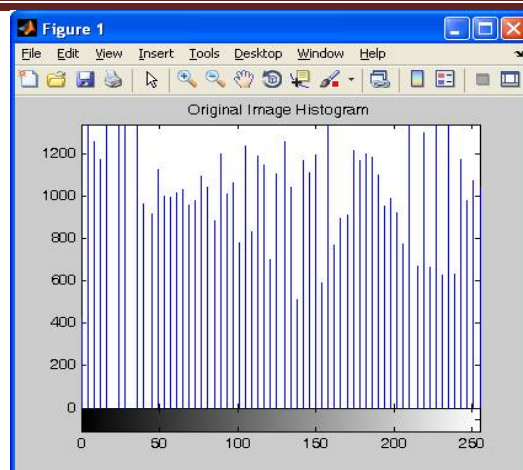 Figure 1
File Edit View Insert Tools Desktop Window Help
Original Image Histogram
1200
1000
800
600
400
200
0
0 50 100 150 200 250